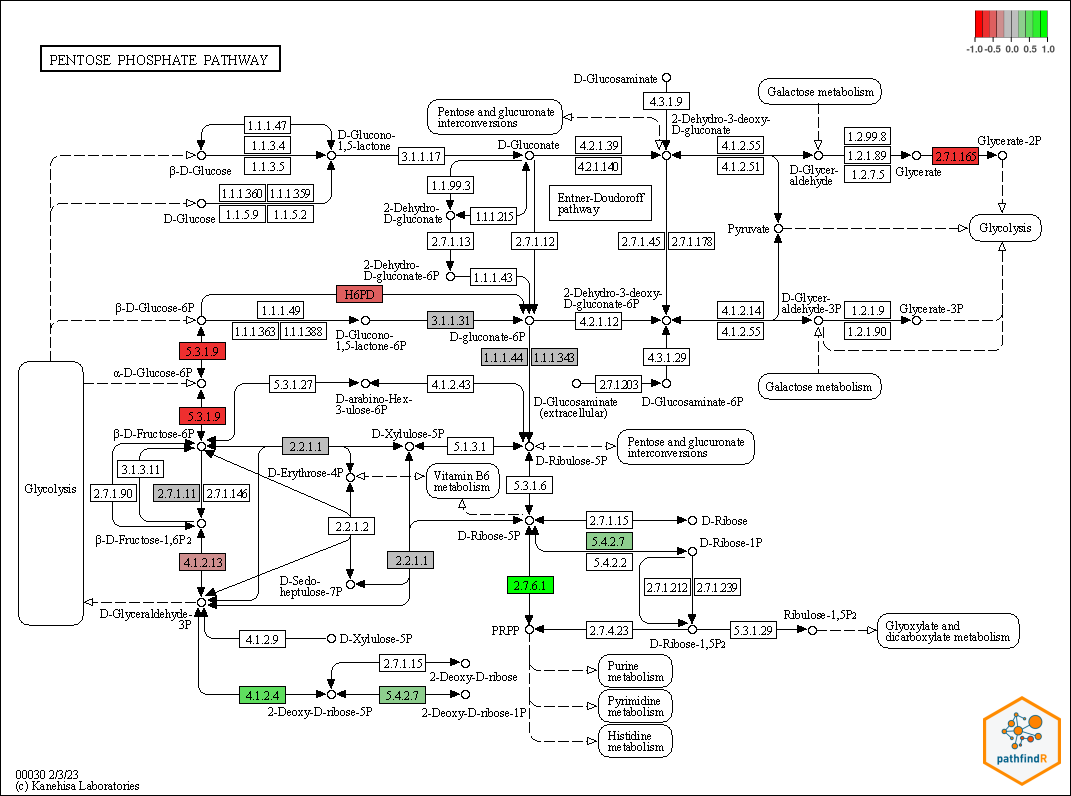 -1.0 -0.5 0.0 0.5 1.0
PENTOSE PHOSPHATE PATHWAY
D-Glucosaminate
4.3.1.9
Galactose metabolism
Pentose and glucuronate
interconversions
2-Dehydro-3-deoxy-
D-gluconate
1.1.1.47
1.1.3.4
1.1.3.5
D-Glucono-
1,5-lactone
3.1.1.17
D-Gluconate
4.2.1.39
4.2.1.140
4.1.2.55
4.1.2.51
1.2.99.8
1.2.1.89
1.2.7.5
Glycerate-2P
2.7.1.165
Glycerate
D-Glycer-
aldehyde
β-D-Glucose
1.1.1.360
1.1.1.359
1.1.5.9
1.1.5.2
D-Glucose
1.1.99.3
2-Dehydro-
D-gluconate
1.1.1.215
Entner-Doudoroff
pathway
2.7.1.13
2.7.1.12
2.7.1.45
2.7.1.178
Pyruvate
Glycolysis
2-Dehydro-
D-gluconate-6P
1.1.1.43
β-D-Glucose-6P
H6PD
1.1.1.49
1.1.1.363
1.1.1.388
D-Glucono-
1,5-lactone-6P
3.1.1.31
D-gluconate-6P
2-Dehydro-3-deoxy-
D-gluconate-6P
4.2.1.12
4.1.2.14
4.1.2.55
D-Glycer-
aldehyde-3P
1.2.1.9
1.2.1.90
Glycerate-3P
5.3.1.9
1.1.1.44
1.1.1.343
4.3.1.29
α-D-Glucose-6P
5.3.1.27
D-arabino-Hex-
3-ulose-6P
4.1.2.43
2.7.1.203
D-Glucosaminate
(extracellular)
D-Glucosaminate-6P
Galactose metabolism
5.3.1.9
β-D-Fructose-6P
2.2.1.1
D-Xylulose-5P
5.1.3.1
D-Ribulose-5P
Pentose and glucuronate
interconversions
3.1.3.11
D-Erythrose-4P
Vitamin B6
metabolism
5.3.1.6
Glycolysis
2.7.1.90
2.7.1.11
2.7.1.146
2.2.1.2
D-Ribose-5P
2.7.1.15
D-Ribose
β-D-Fructose-1,6P2
5.4.2.7
5.4.2.2
D-Ribose-1P
4.1.2.13
2.2.1.1
D-Sedo-
heptulose-7P
2.7.6.1
2.7.1.212
2.7.1.239
D-Glyceraldehyde-
3P
Ribulose-1,5P2
PRPP
2.7.4.23
D-Ribose-1,5P2
5.3.1.29
Glyoxylate and
dicarboxylate metabolism
4.1.2.9
D-Xylulose-5P
2.7.1.15
2-Deoxy-D-ribose
Purine
metabolism
4.1.2.4
5.4.2.7
2-Deoxy-D-ribose-5P
2-Deoxy-D-ribose-1P
Pyrimidine
metabolism
Histidine
metabolism
pathfindR
00030 2/3/23
(c) Kanehisa Laboratories